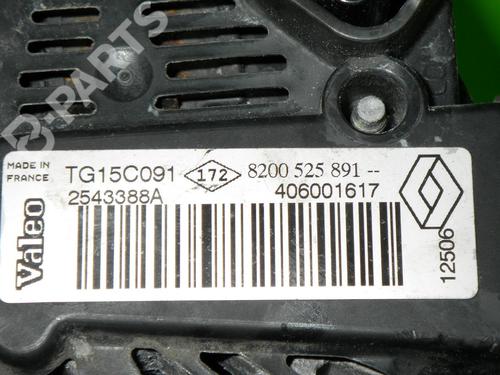 B-PARTS
MADE IN
FRANCE
TG15C091 172 8200 525 891 --
2543388A 406001617
Valeo
12506